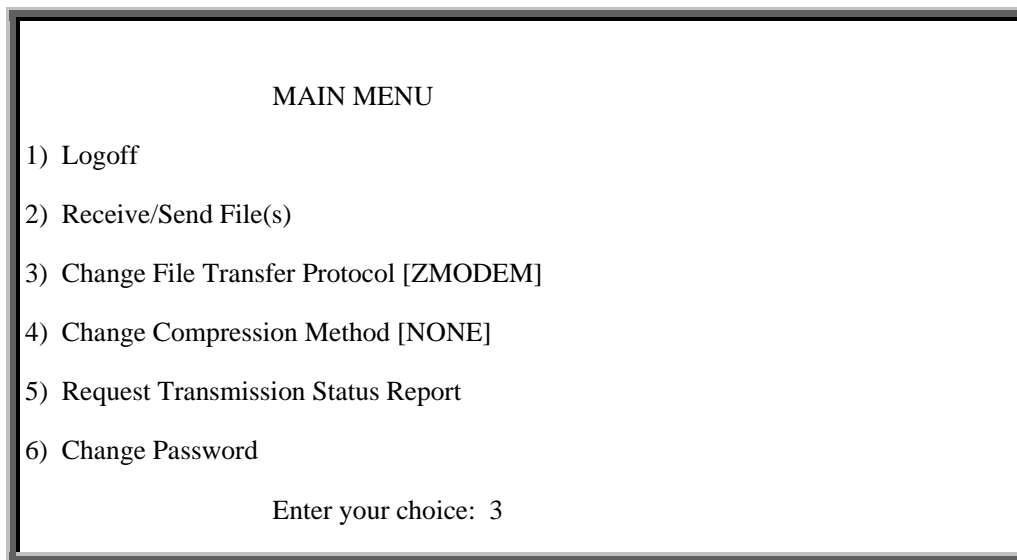 MAIN MENU
1) Logoff
2) Receive/Send File(s)
3) Change File Transfer Protocol [ZMODEM]
4) Change Compression Method [NONE]
5) Request Transmission Status Report
6) Change Password
Enter your choice: 3